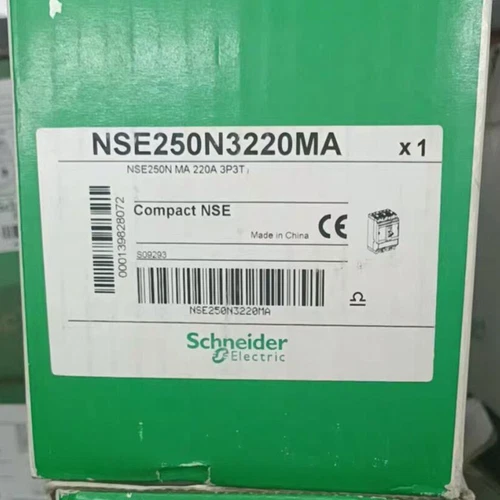 NSE250N3220MA x 1
NSE250N MA 220A 3P3T
Compact NSE
CE
Made in China
S09293
000139828072
NSE250N3220MA
Schneider
Electric